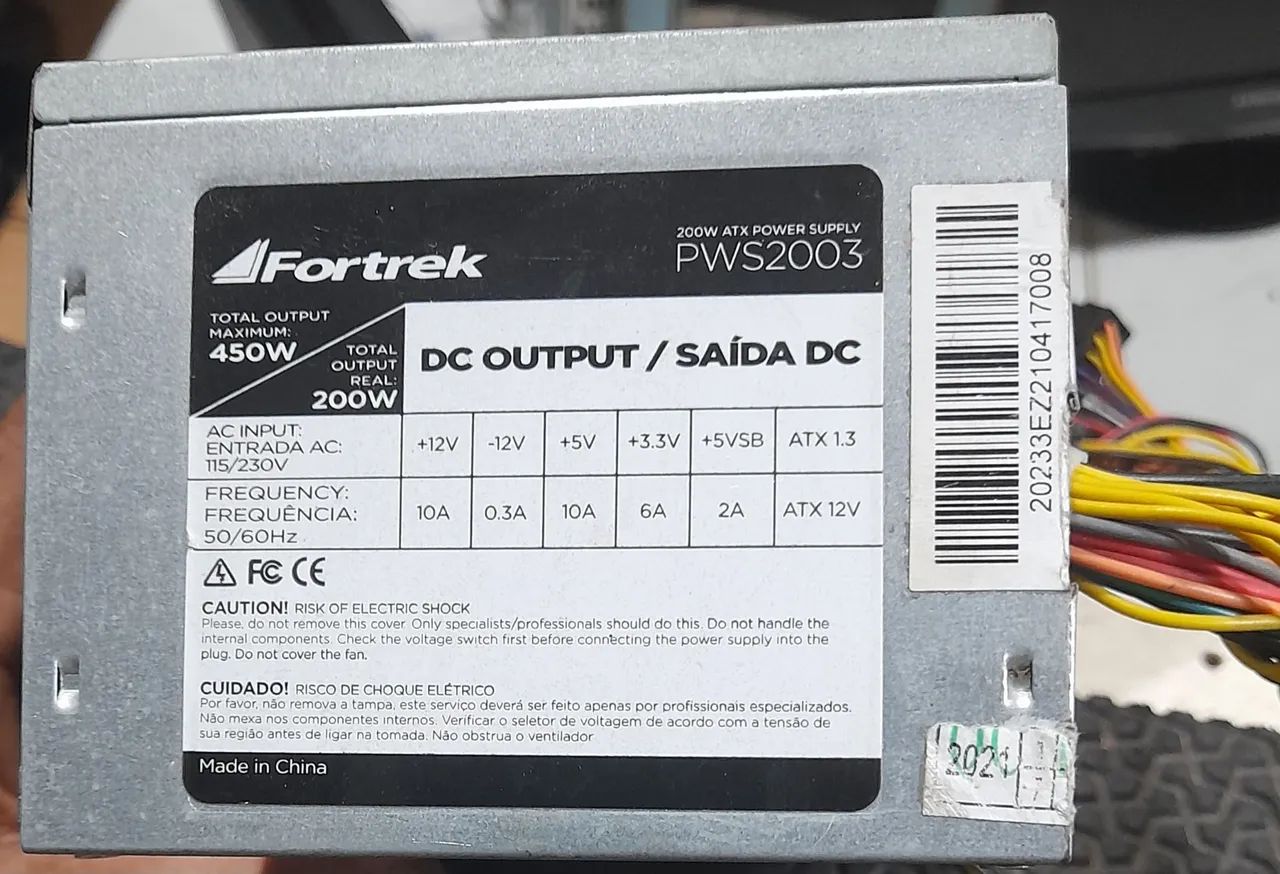 Fortrek
200W ATX POWER SUPPLY
PWS2003
TOTAL OUTPUT
MAXIMUM:
450W
TOTAL
OUTPUT
REAL:
200W
DC OUTPUT / SAÍDA DC
AC INPUT:
ENTRADA AC:
115/230V
+12V -12V +5V +3.3V +5VSB ATX 1.3
FREQUENCY:
FREQUÊNCIA:
50/60Hz
10A 0.3A 10A 6A 2A ATX 12V
FC CE
CAUTION! RISK OF ELECTRIC SHOCK
Please, do not remove this cover. Only specialists/professionals should do this. Do not handle the
internal components. Check the voltage switch first before connecting the power supply into the
plug. Do not cover the fan.
CUIDADO! RISCO DE CHOQUE ELÉTRICO
Por favor, não remova a tampa, este serviço deverá ser feito apenas por profissionais especializados.
Não mexa nos componentes internos. Verificar o seletor de voltagem de acordo com a tensão de
sua região antes de ligar na tomada. Não obstrua o ventilador
Made in China
20233EZ210417008
2021